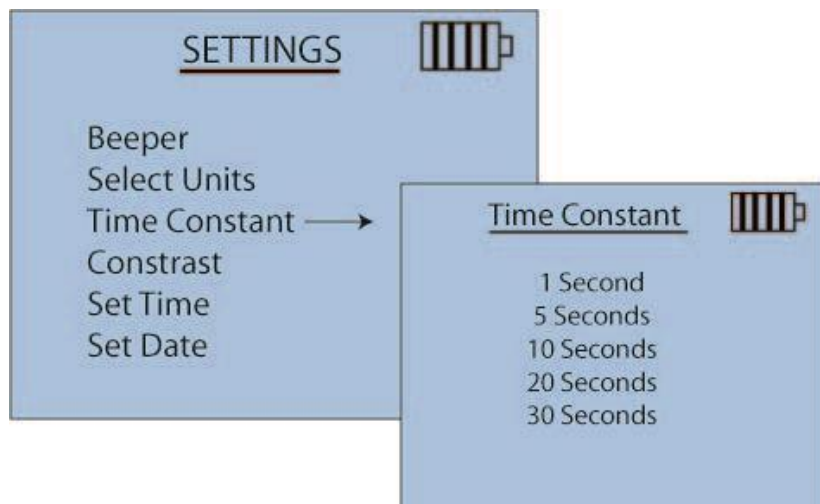 SETTINGS
Beeper
Select Units
Time Constant
Constrast
Set Time
Set Date
Time Constant
1 Second
5 Seconds
10 Seconds
20 Seconds
30 Seconds